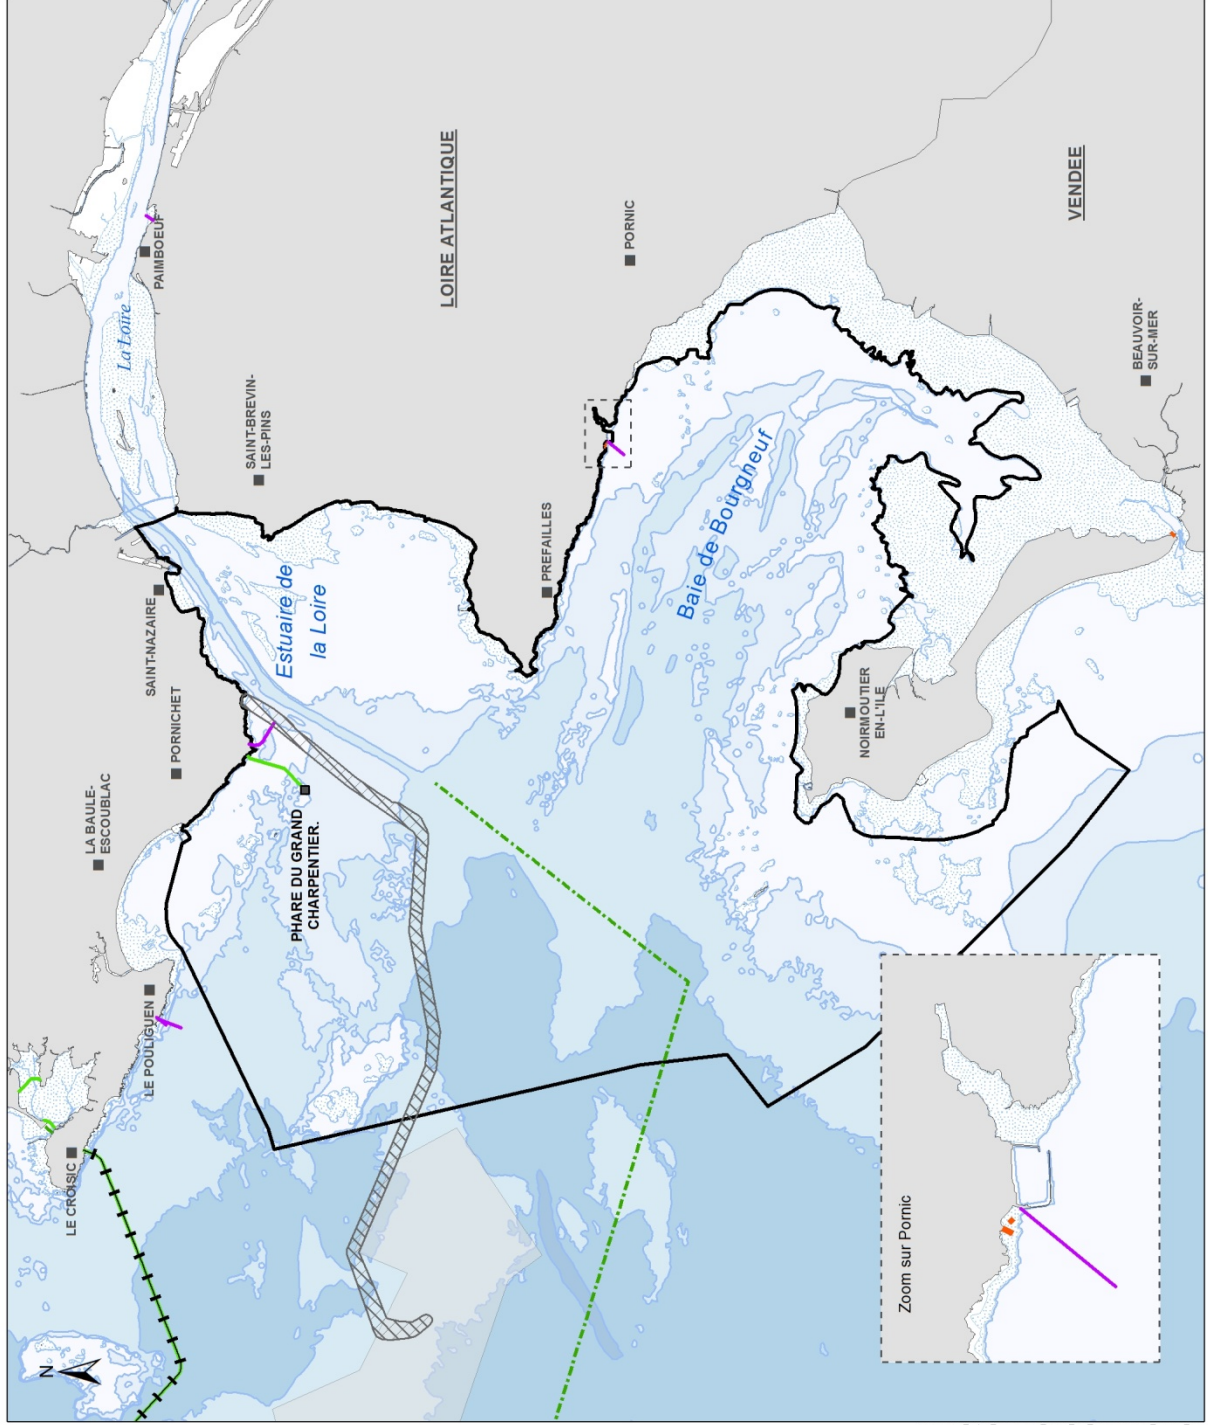 N
LE CROISIC
LE POULIGUEN
LA BAULE-
ESCOUBLAC
PORNICHET
SAINT-NAZAIRE
PHARE DU GRAND
CHARPENTIER.
Estuaire de
la Loire
SAINT-BREVIN-
LES-PINS
La Loire
PAIMBOEUF
LOIRE ATLANTIQUE
PREFAILLES
PORNIC
Baie de Bourgneuf
NOIRMOUTIER
EN-L'ILE
VENDEE
BEAUVOIR-
SUR-MER
Zoom sur Pornic